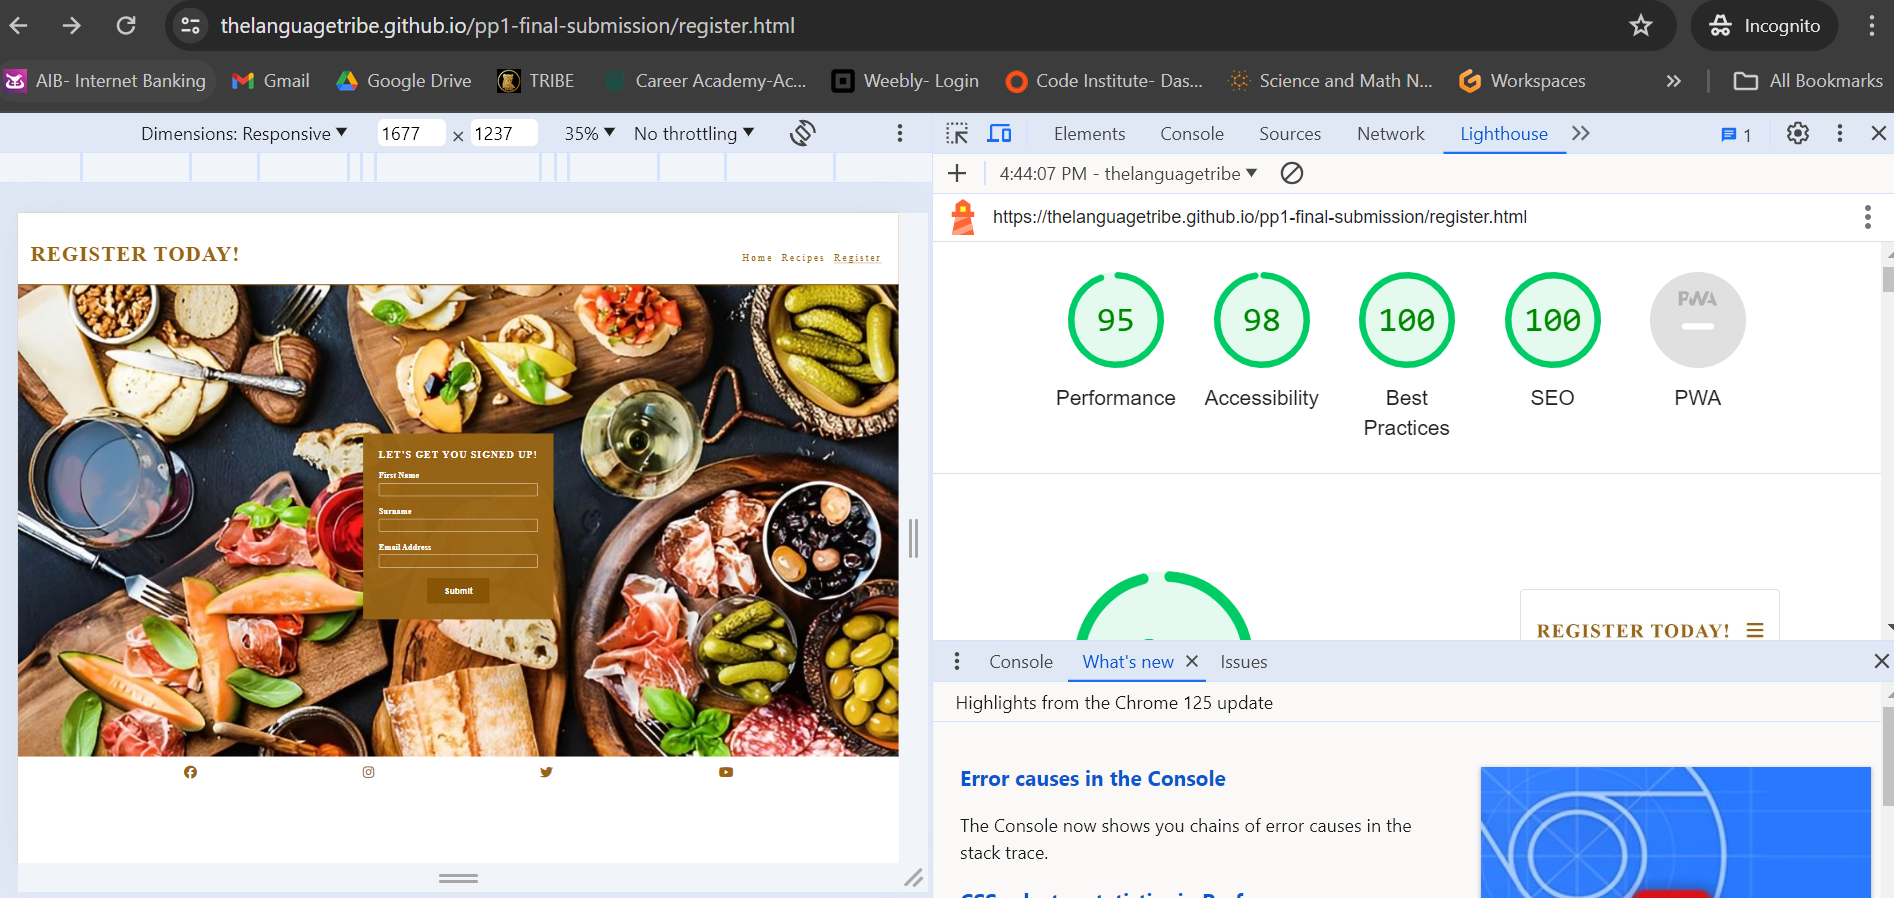 thelanguagetribe.github.io/pp1-final-submission/register.html
Incognito
AIB- Internet Banking
Gmail
Google Drive
TRIBE
Career Academy-Ac...
Weebly- Login
Code Institute- Das...
Science and Math N...
Workspaces
All Bookmarks
Dimensions: Responsive
1677 × 1237
35%
No throttling
Elements
Console
Sources
Network
Lighthouse
1
4:44:07 PM - thelanguagetribe
https://thelanguagetribe.github.io/pp1-final-submission/register.html
REGISTER TODAY!
Home Recipes Register
LET'S GET YOU SIGNED UP!
First Name
Surname
Email Address
Submit
95
Performance
98
Accessibility
100
Best
Practices
100
SEO
PWA
PWA
REGISTER TODAY!
Console
What's new
Issues
Highlights from the Chrome 125 update
Error causes in the Console
The Console now shows you chains of error causes in the
stack trace.